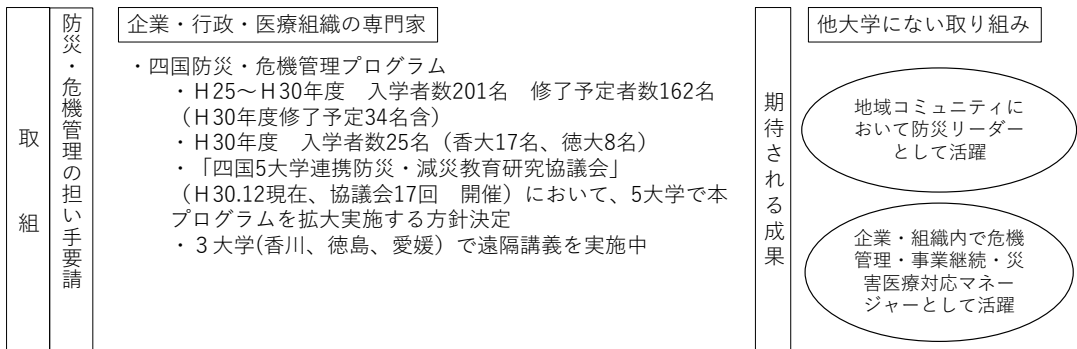 取組
防災・危機管理の担い手要請
企業・行政・医療組織の専門家
・四国防災・危機管理プログラム
・H25～H30年度　入学者数201名　修了予定者数162名
（H30年度修了予定34名含）
・H30年度　入学者数25名（香大17名、徳大8名）
・「四国5大学連携防災・減災教育研究協議会」
（H30.12現在、協議会17回　開催）において、5大学で本
プログラムを拡大実施する方針決定
・３大学(香川、徳島、愛媛）で遠隔講義を実施中
期待される成果
他大学にない取り組み
地域コミュニティに
おいて防災リーダー
として活躍
企業・組織内で危機
管理・事業継続・災
害医療対応マネー
ジャーとして活躍